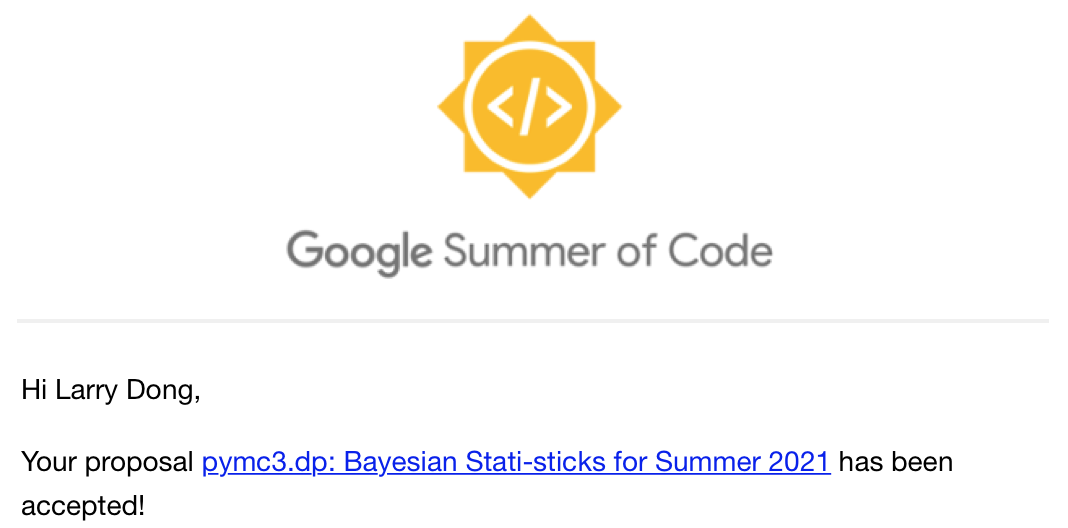 </>
Google Summer of Code
Hi Larry Dong,
Your proposal pymc3.dp: Bayesian Stati-sticks for Summer 2021 has been
accepted!